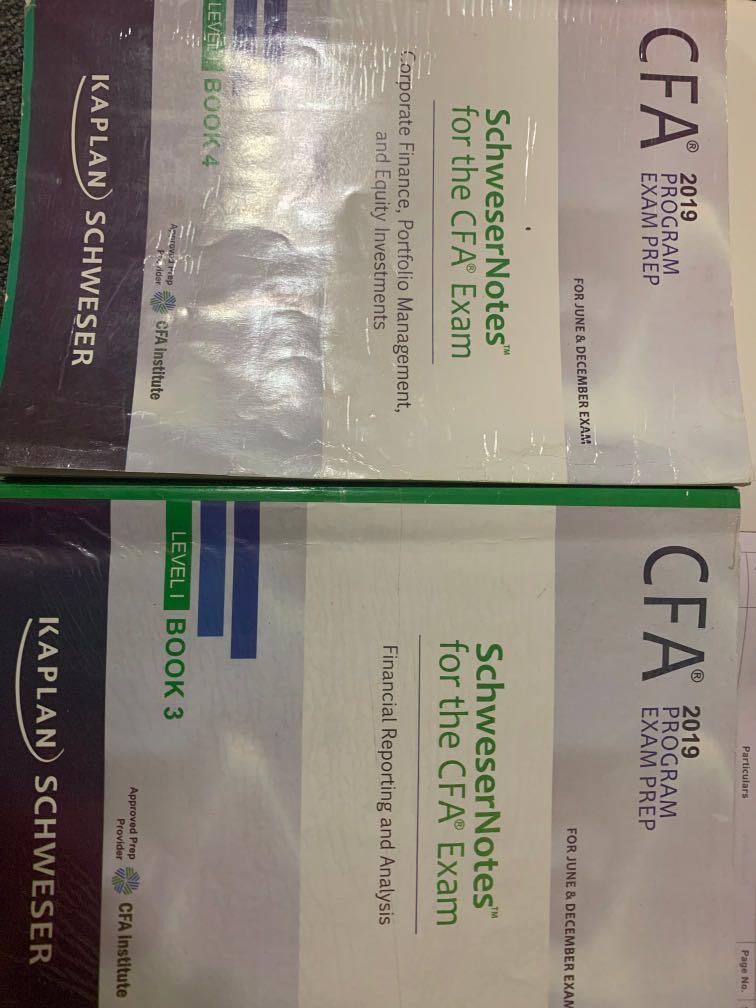 CFA®
2019
PROGRAM
EXAM PREP
FOR JUNE & DECEMBER EXAM
SchweserNotes™
for the CFA® Exam
Corporate Finance, Portfolio Management,
and Equity Investments
LEVEL I BOOK 4
Approved Prep
Provider
CFA Institute
KAPLAN SCHWESER
Particulars
Page No.
CFA®
2019
PROGRAM
EXAM PREP
FOR JUNE & DECEMBER EXAM
SchweserNotes™
for the CFA® Exam
Financial Reporting and Analysis
LEVEL I BOOK 3
Approved Prep
Provider
CFA Institute
KAPLAN SCHWESER